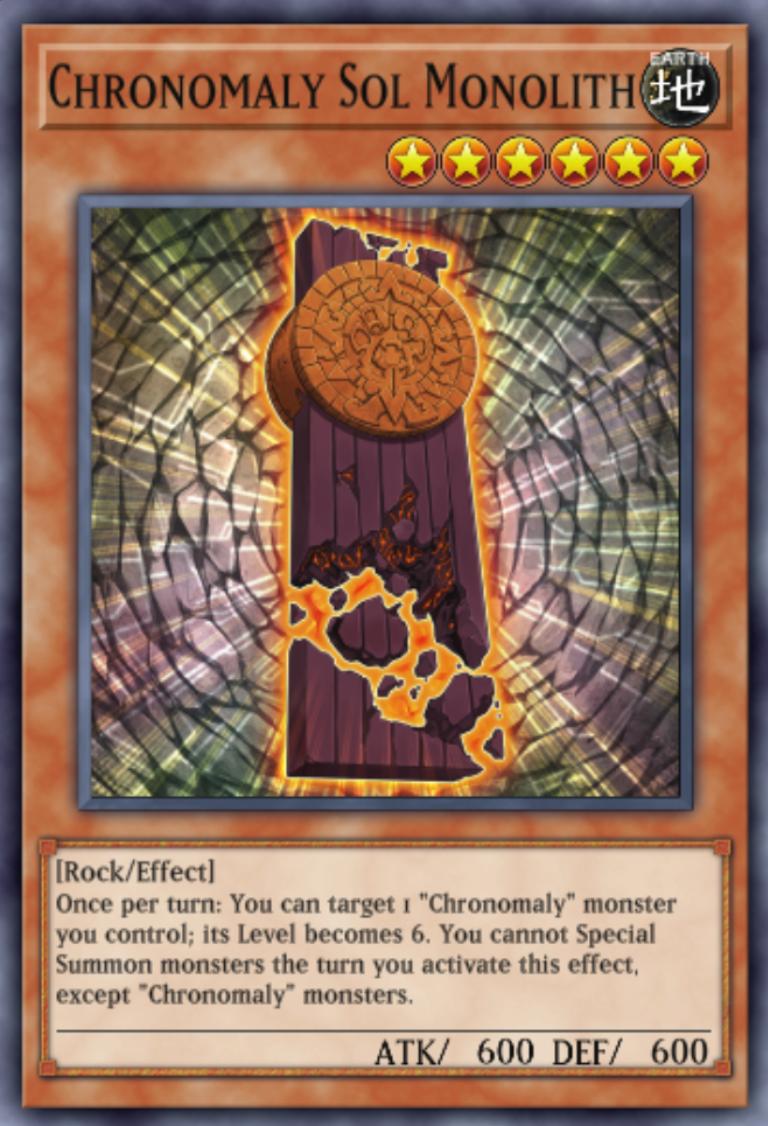 CHRONOMALY SOL MONOLITH
EARTH
地
[Rock/Effect]
Once per turn: You can target 1 "Chronomaly" monster
you control; its Level becomes 6. You cannot Special
Summon monsters the turn you activate this effect,
except "Chronomaly" monsters.
ATK/ 600 DEF/ 600